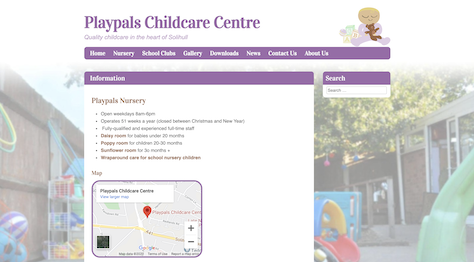 Playpals Childcare Centre
Quality childcare in the heart of Solihull
Home Nursery School Clubs Gallery Downloads News Contact Us About Us
Information
Search
Search ...
Playpals Nursery
Open weekdays 8am-6pm
Operates 51 weeks a year (closed between Christmas and New Year)
Fully-qualified and experienced full-time staff
Daisy room for babies under 20 months
Poppy room for children 20-30 months
Sunflower room for 30 months +
Wraparound care for school nursery children
Map
Playpals Childcare Centre
View larger map
Playpals Childcare Cen
+
−
Map data ©2022 Terms of Use Report a map error